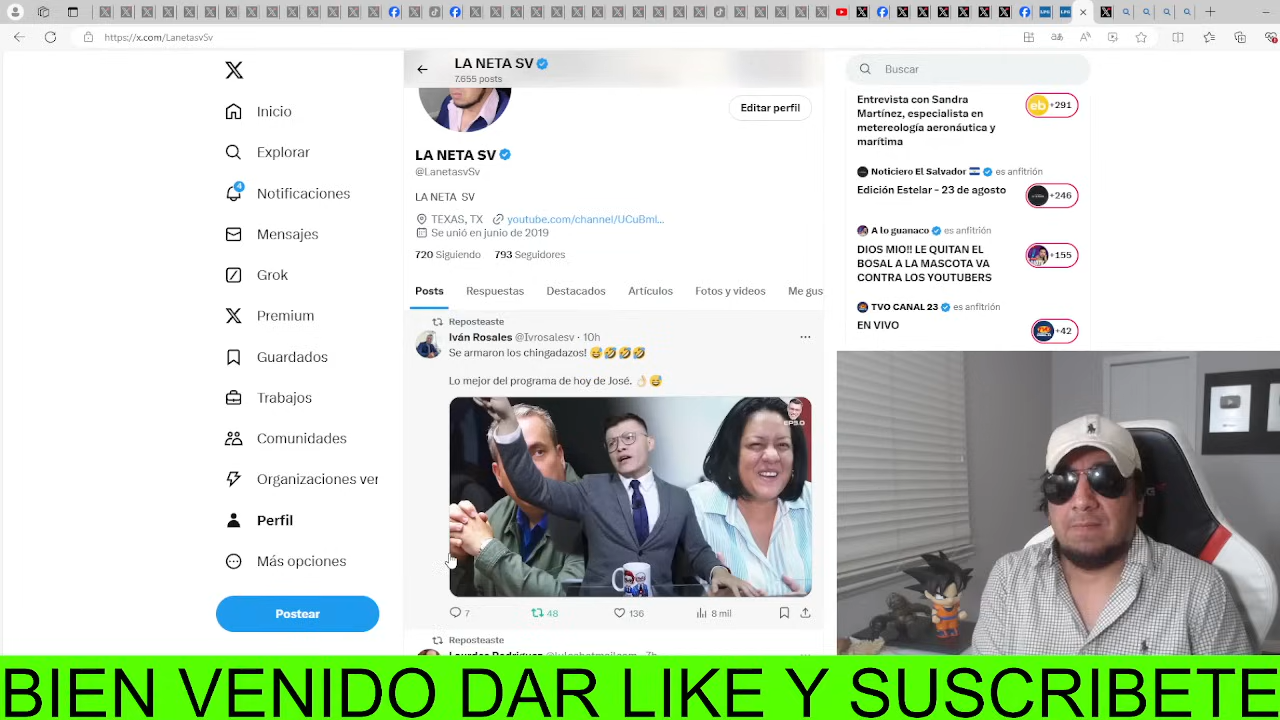 https://x.com/LanetasvSv
Inicio
Explorar
4
Notificaciones
Mensajes
Grok
Premium
Guardados
Trabajos
Comunidades
Organizaciones ver
Perfil
Más opciones
Postear
LA NETA SV
7.655 posts
Editar perfil
LA NETA SV
@LanetasvSv
LA NETA SV
TEXAS, TX youtube.com/channel/UCuBmI...
Se unió en junio de 2019
720 Siguiendo 793 Seguidores
Posts Respuestas Destacados Artículos Fotos y videos Me gus
Reposteaste
Iván Rosales @Ivrosalesv · 10h
Se armaron los chingadazos! 😅🤣🤣🤣
Lo mejor del programa de hoy de José. 👌🏻😅
EP3.0
7 48 136 8 mil
Reposteaste
Buscar
Entrevista con Sandra
Martínez, especialista en
metereología aeronáutica y
marítima
eb +291
Noticiero El Salvador 🇸🇻 es anfitrión
Edición Estelar - 23 de agosto
+246
A lo guanaco es anfitrión
DIOS MIO!! LE QUITAN EL
BOSAL A LA MASCOTA VA
CONTRA LOS YOUTUBERS
+155
TVO CANAL 23 es anfitrión
EN VIVO
+42
BIEN VENIDO DAR LIKE Y SUSCRIBETE